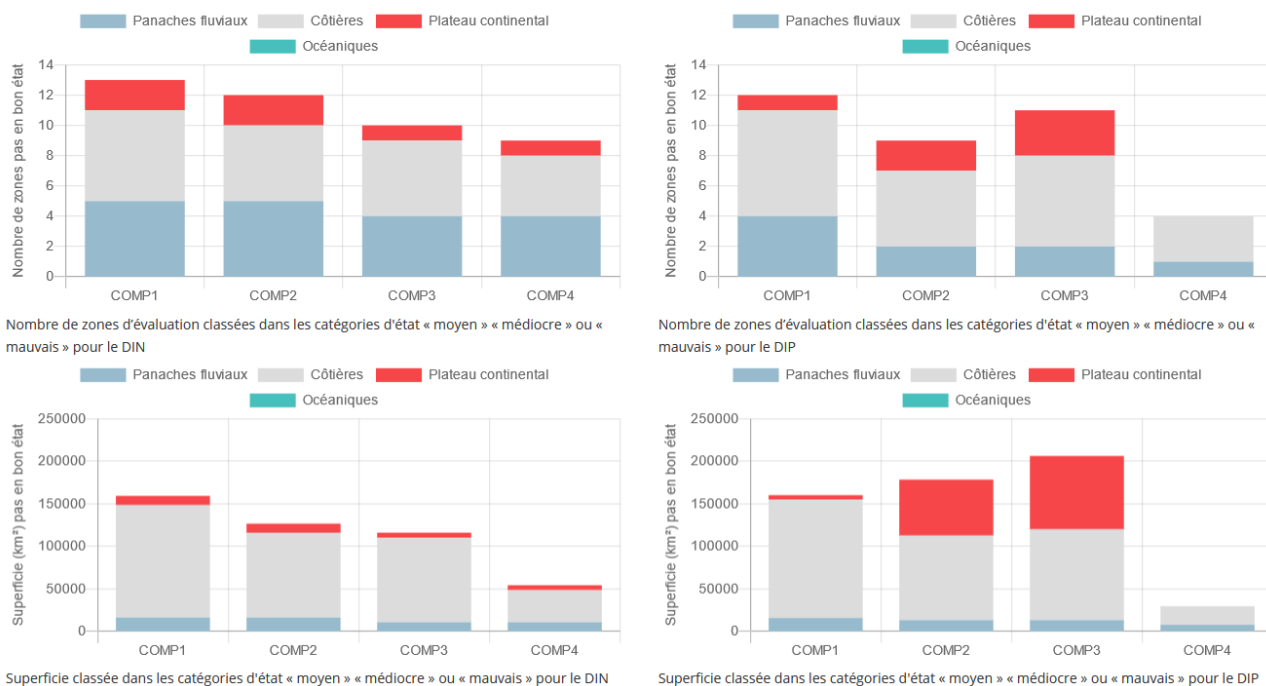 Panaches fluviaux Côtières Plateau continental
Océaniques
Nombre de zones pas en bon état
14
12
10
8
6
4
2
0
COMP1 COMP2 COMP3 COMP4
Nombre de zones d’évaluation classées dans les catégories d'état « moyen » « médiocre » ou «
mauvais » pour le DIN
Panaches fluviaux Côtières Plateau continental
Océaniques
Nombre de zones pas en bon état
14
12
10
8
6
4
2
0
COMP1 COMP2 COMP3 COMP4
Nombre de zones d’évaluation classées dans les catégories d'état « moyen » « médiocre » ou «
mauvais » pour le DIP
Panaches fluviaux Côtières Plateau continental
Océaniques
Superficie (km²) pas en bon état
250000
200000
150000
100000
50000
0
COMP1 COMP2 COMP3 COMP4
Superficie classée dans les catégories d'état « moyen » « médiocre » ou « mauvais » pour le DIN
Panaches fluviaux Côtières Plateau continental
Océaniques
Superficie (km²) pas en bon état
250000
200000
150000
100000
50000
0
COMP1 COMP2 COMP3 COMP4
Superficie classée dans les catégories d'état « moyen » « médiocre » ou « mauvais » pour le DIP